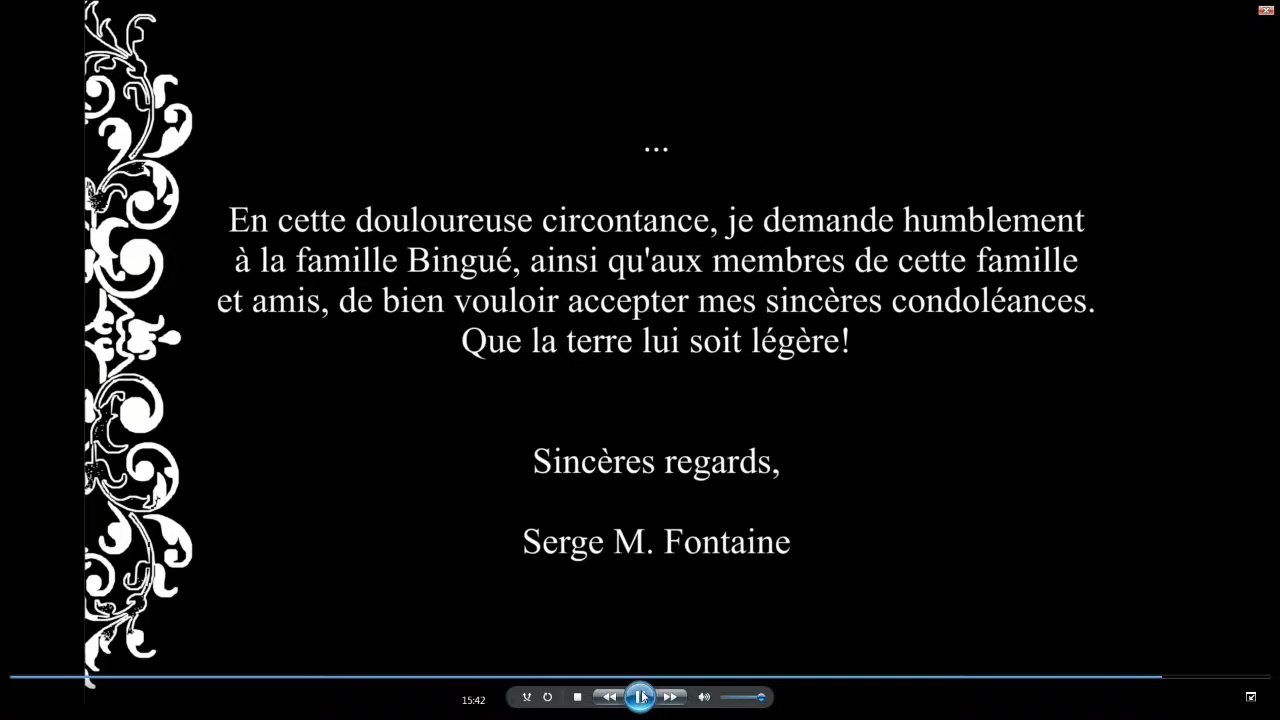 ...
En cette douloureuse circontance, je demande humblement
à la famille Bingué, ainsi qu'aux membres de cette famille
et amis, de bien vouloir accepter mes sincères condoléances.
Que la terre lui soit légère!
Sincères regards,
Serge M. Fontaine
15:42